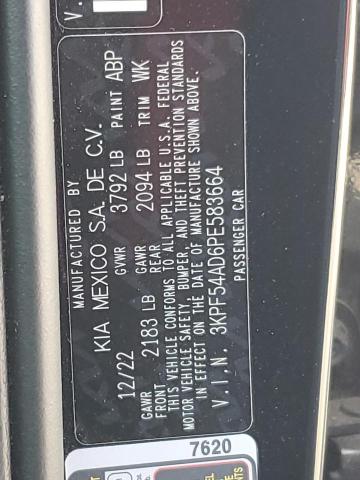 MANUFACTURED BY
KIA MEXICO S.A. DE C.V.
12/22 GVWR 3792 LB PAINT ABP
GAWR FRONT 2183 LB GAWR REAR 2094 LB TRIM WK
THIS VEHICLE CONFORMS TO ALL APPLICABLE U.S.A. FEDERAL
MOTOR VEHICLE SAFETY, BUMPER, AND THEFT PREVENTION STANDARDS
IN EFFECT ON THE DATE OF MANUFACTURE SHOWN ABOVE.
V.I.N. 3KPF54AD6PE583664
PASSENGER CAR
7620